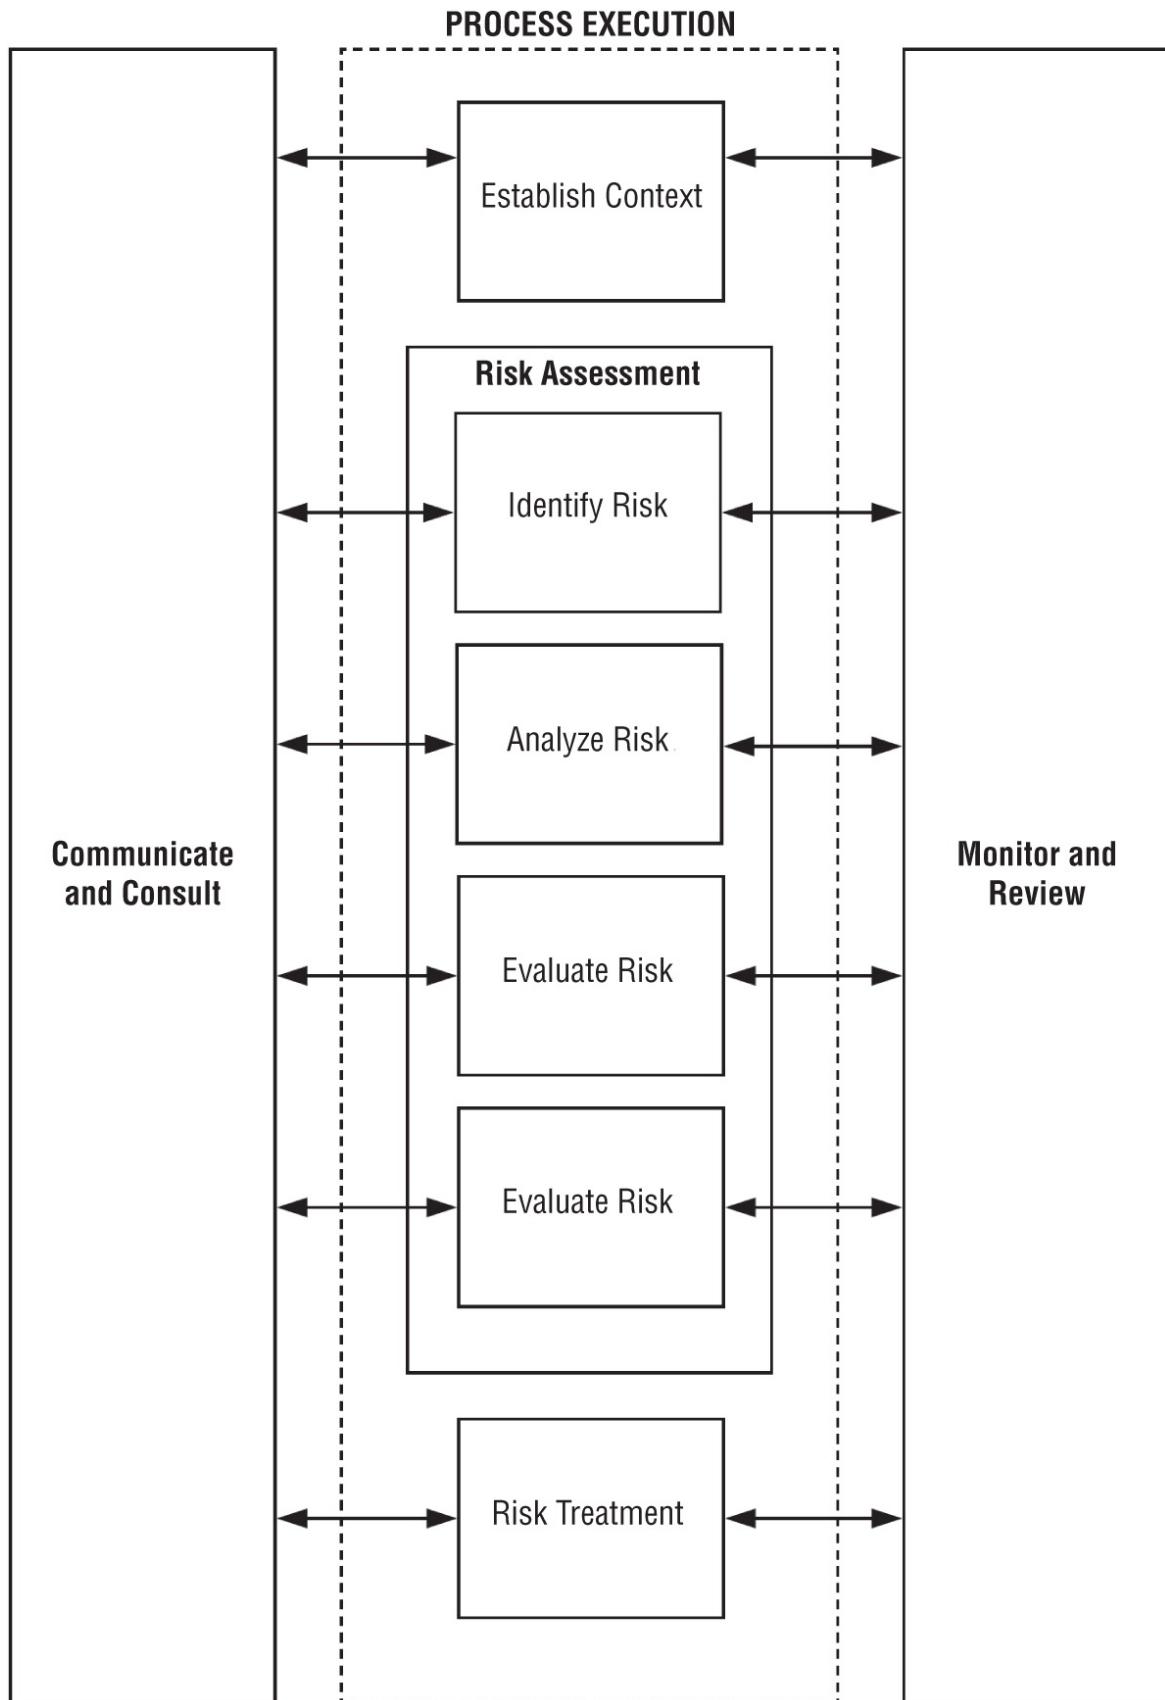 PROCESS EXECUTION
Establish Context
Risk Assessment
Identify Risk
Analyze Risk
Communicate
and Consult
Monitor and
Review
Evaluate Risk
Evaluate Risk
Risk Treatment